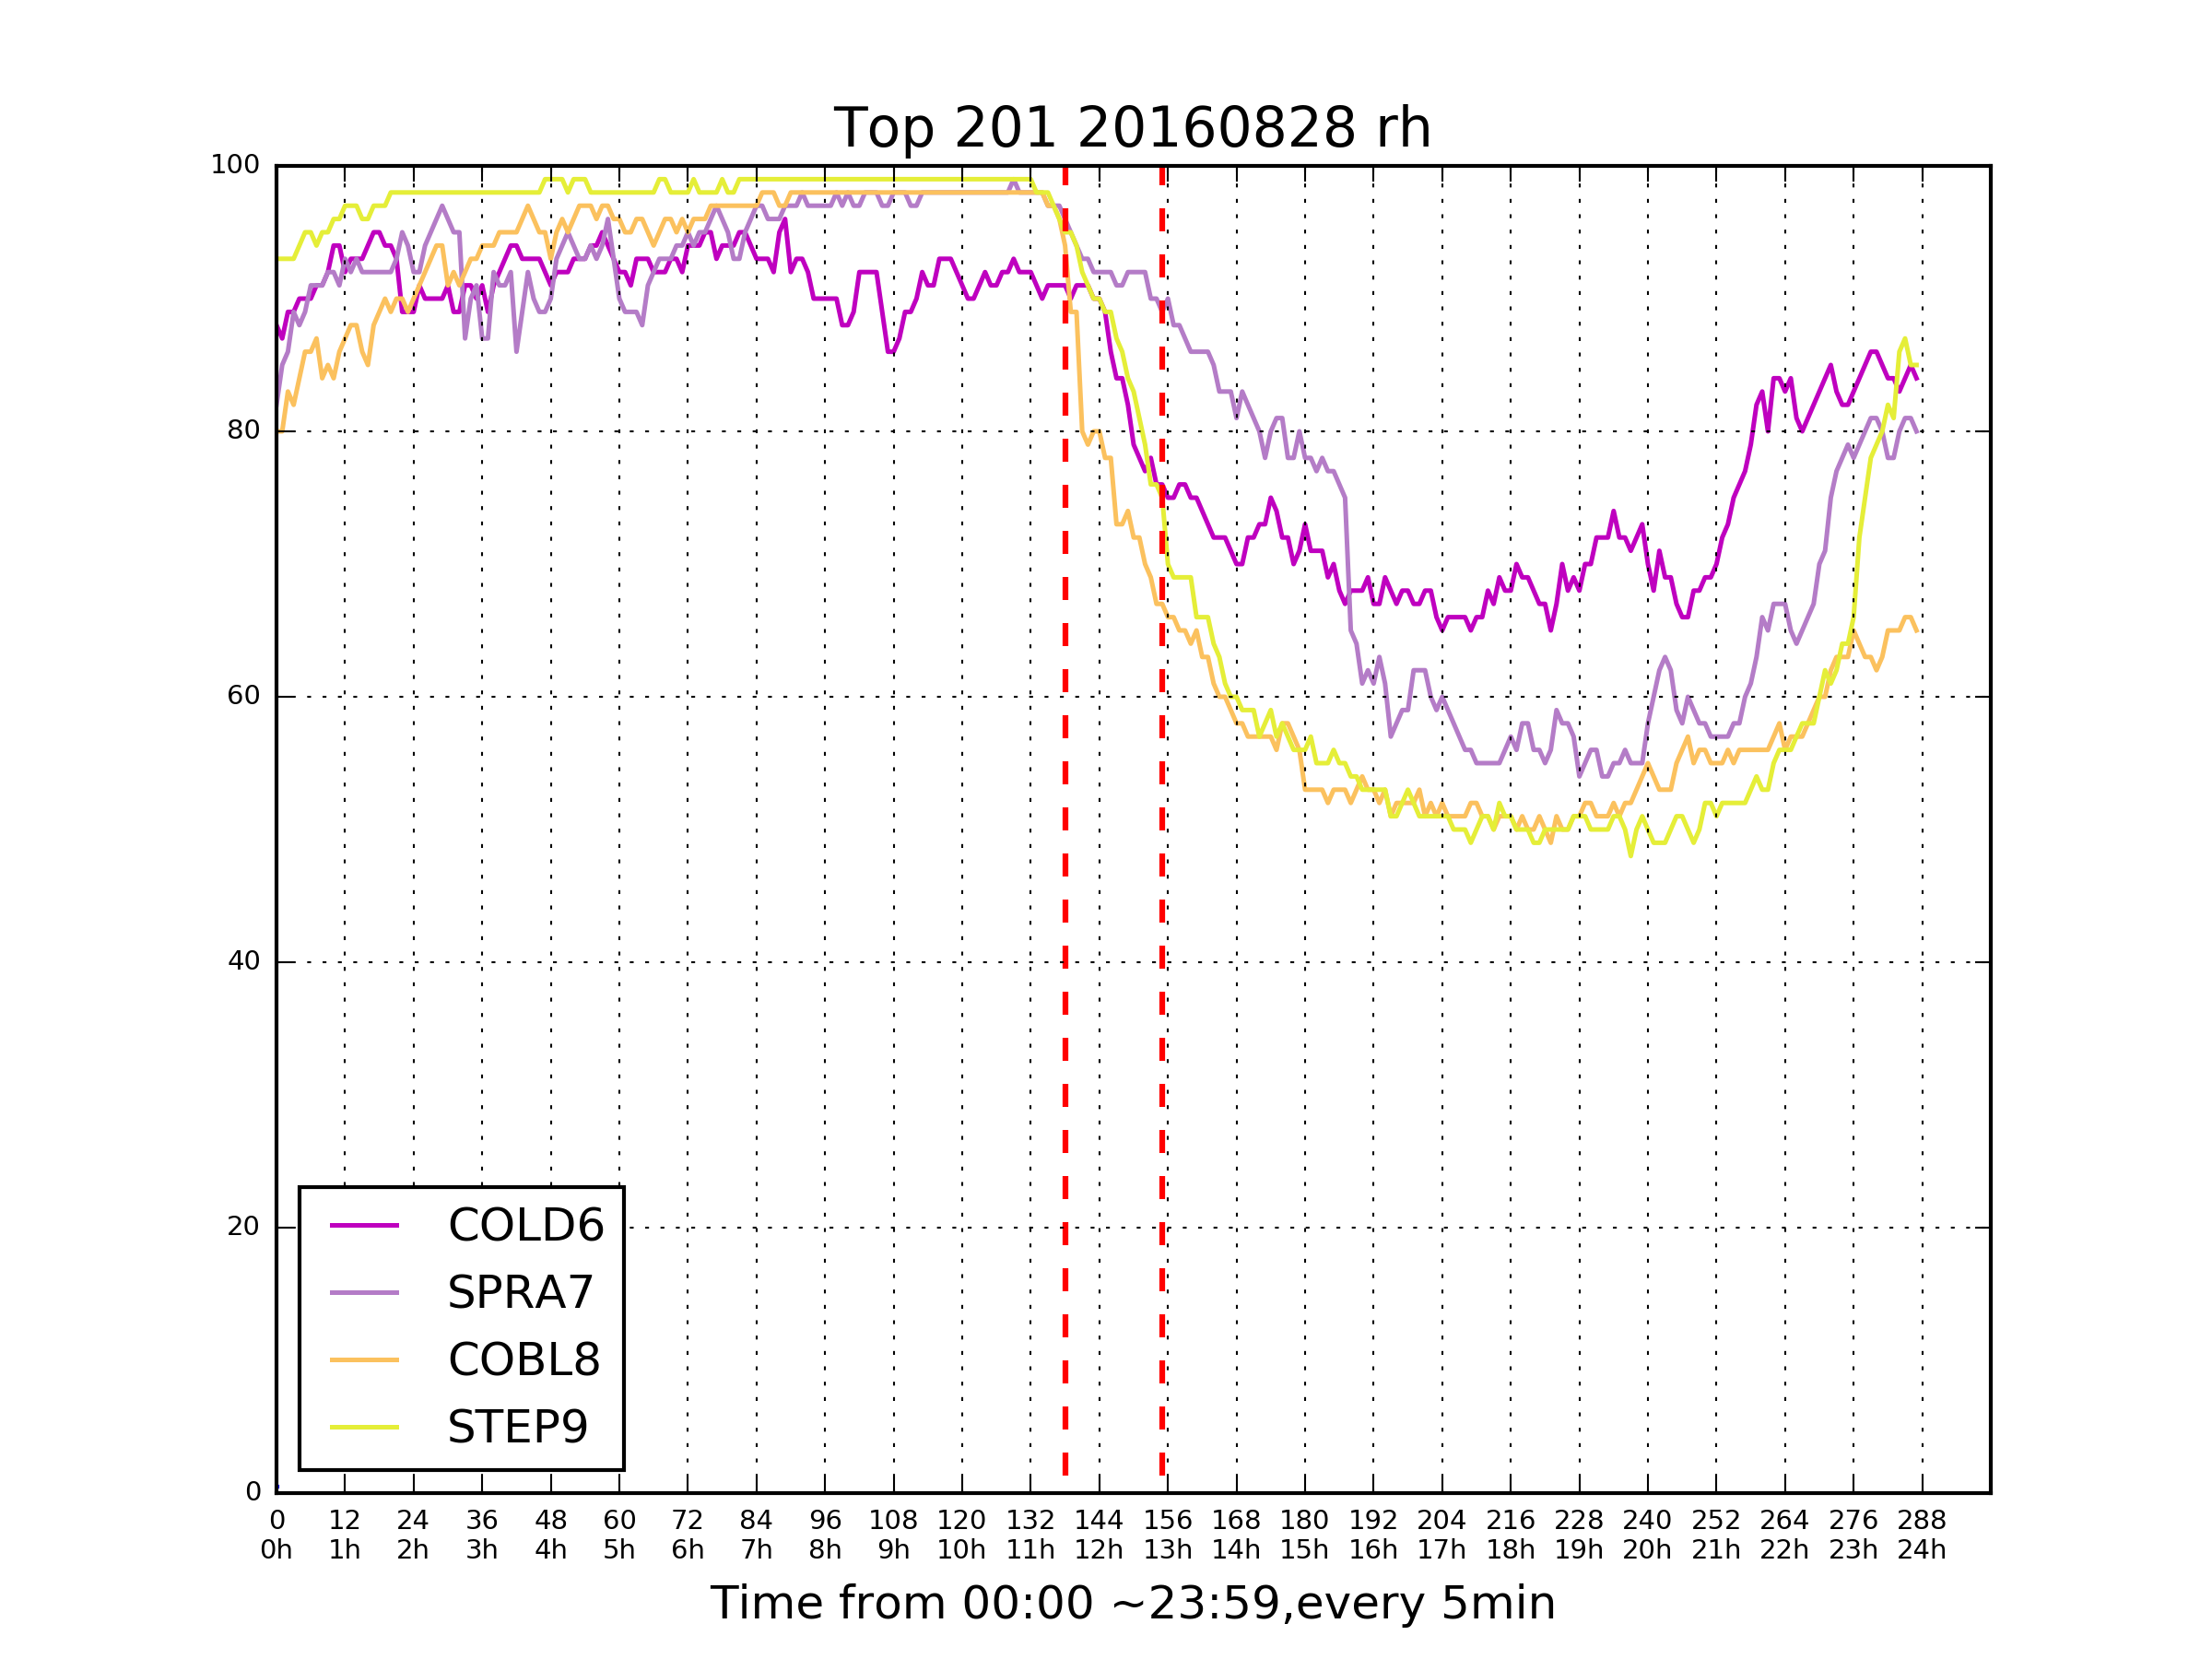 Top 201 20160828 rh
100
80
60
40
20
0
COLD6
SPRA7
COBL8
STEP9
0 12 24 36 48 60 72 84 96 108 120 132 144 156 168 180 192 204 216 228 240 252 264 276 288
0h 1h 2h 3h 4h 5h 6h 7h 8h 9h 10h 11h 12h 13h 14h 15h 16h 17h 18h 19h 20h 21h 22h 23h 24h
Time from 00:00 ~23:59,every 5min